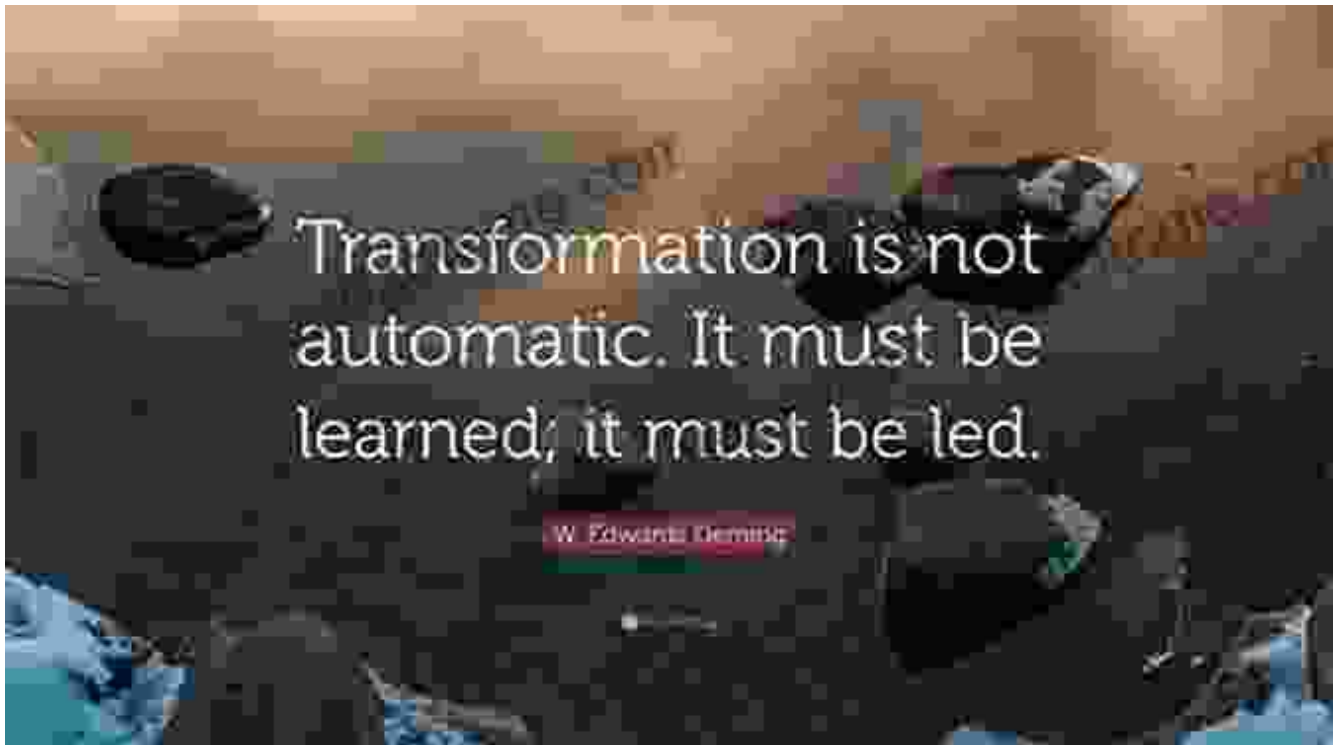 Transformation is not
automatic. It must be
learned; it must be led.
W. Edwards Deming